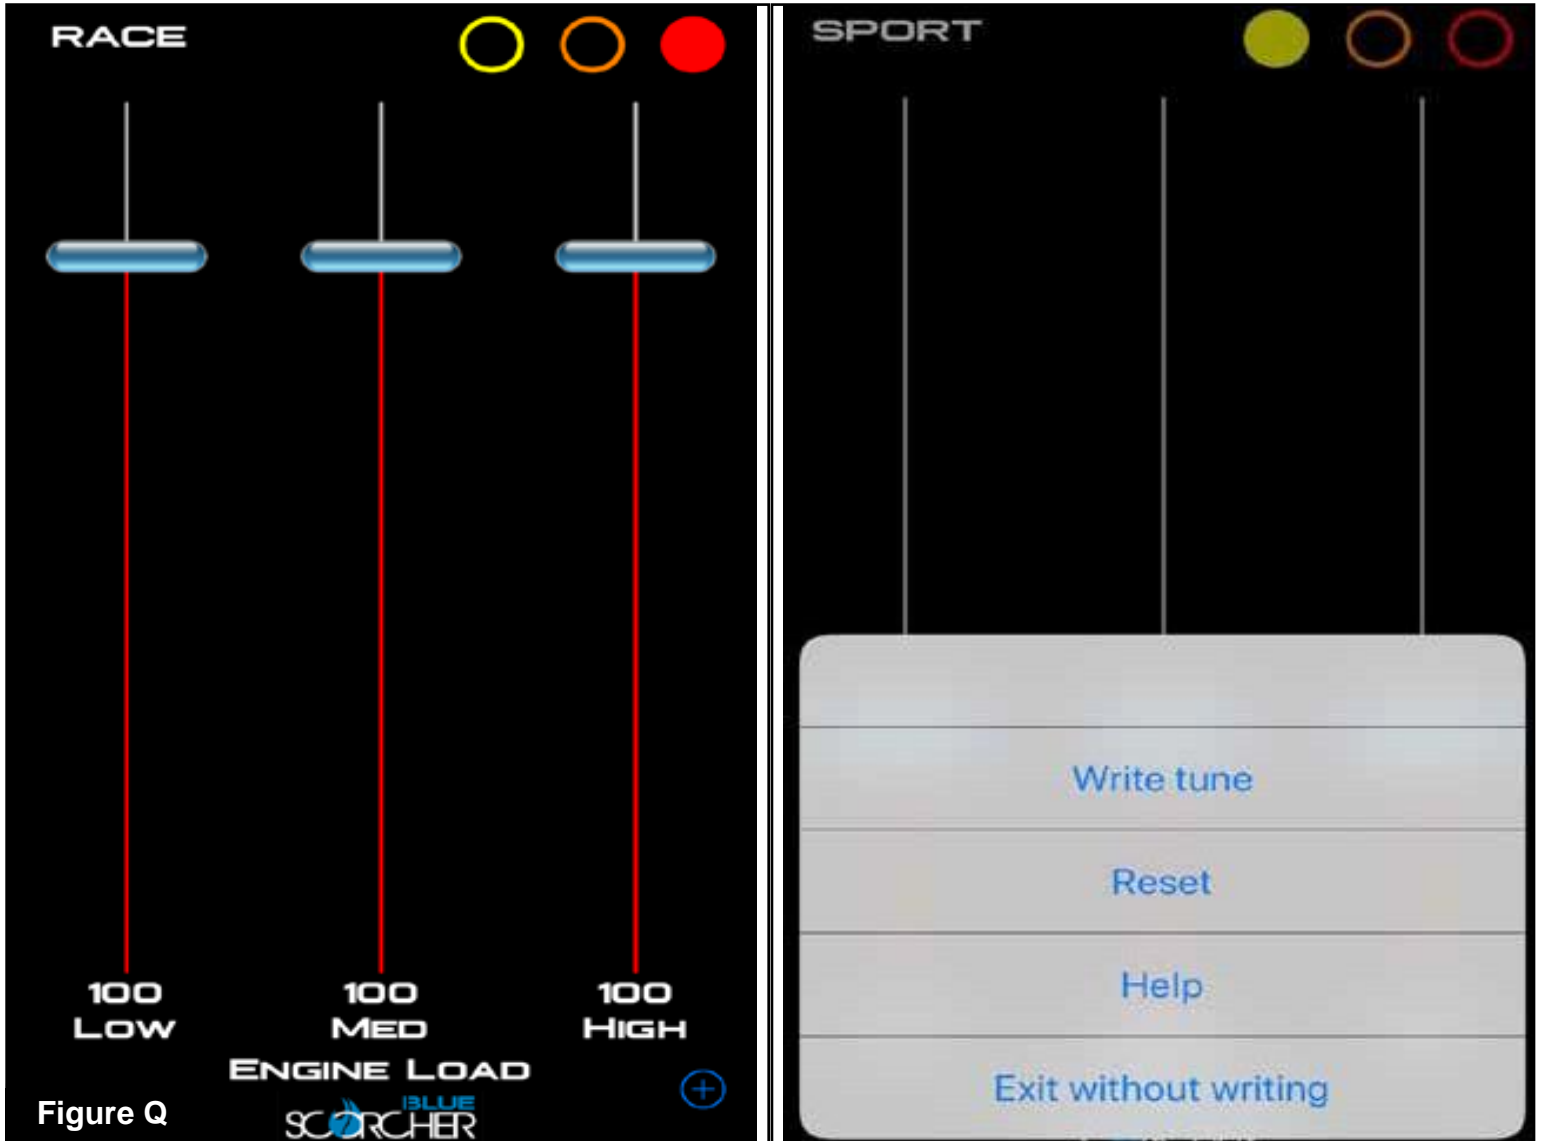 RACE
100 100 100
LOW MED HIGH
ENGINE LOAD
BLUE
SCORCHER
Figure Q
SPORT
Write tune
Reset
Help
Exit without writing